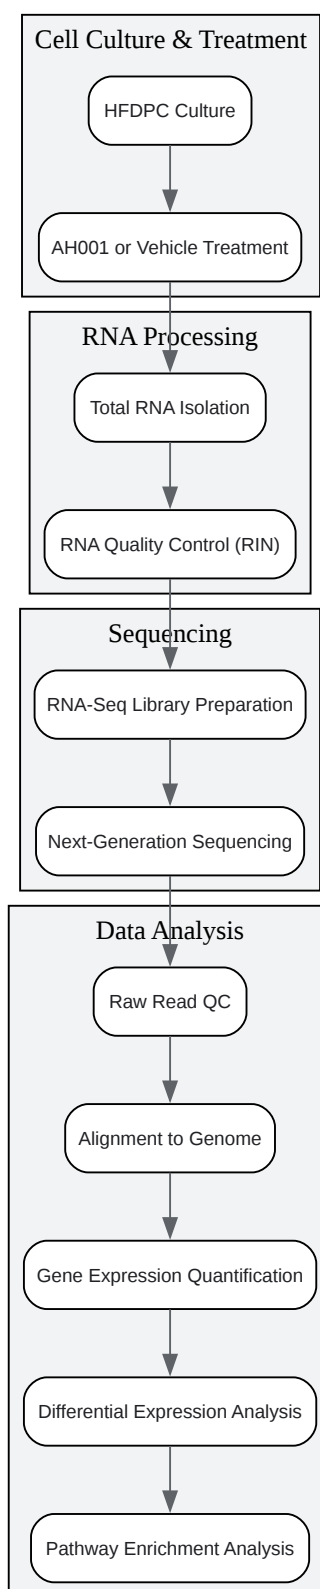 Cell Culture & Treatment
HFDPC Culture
AH001 or Vehicle Treatment
RNA Processing
Total RNA Isolation
RNA Quality Control (RIN)
Sequencing
RNA-Seq Library Preparation
Next-Generation Sequencing
Data Analysis
Raw Read QC
Alignment to Genome
Gene Expression Quantification
Differential Expression Analysis
Pathway Enrichment Analysis